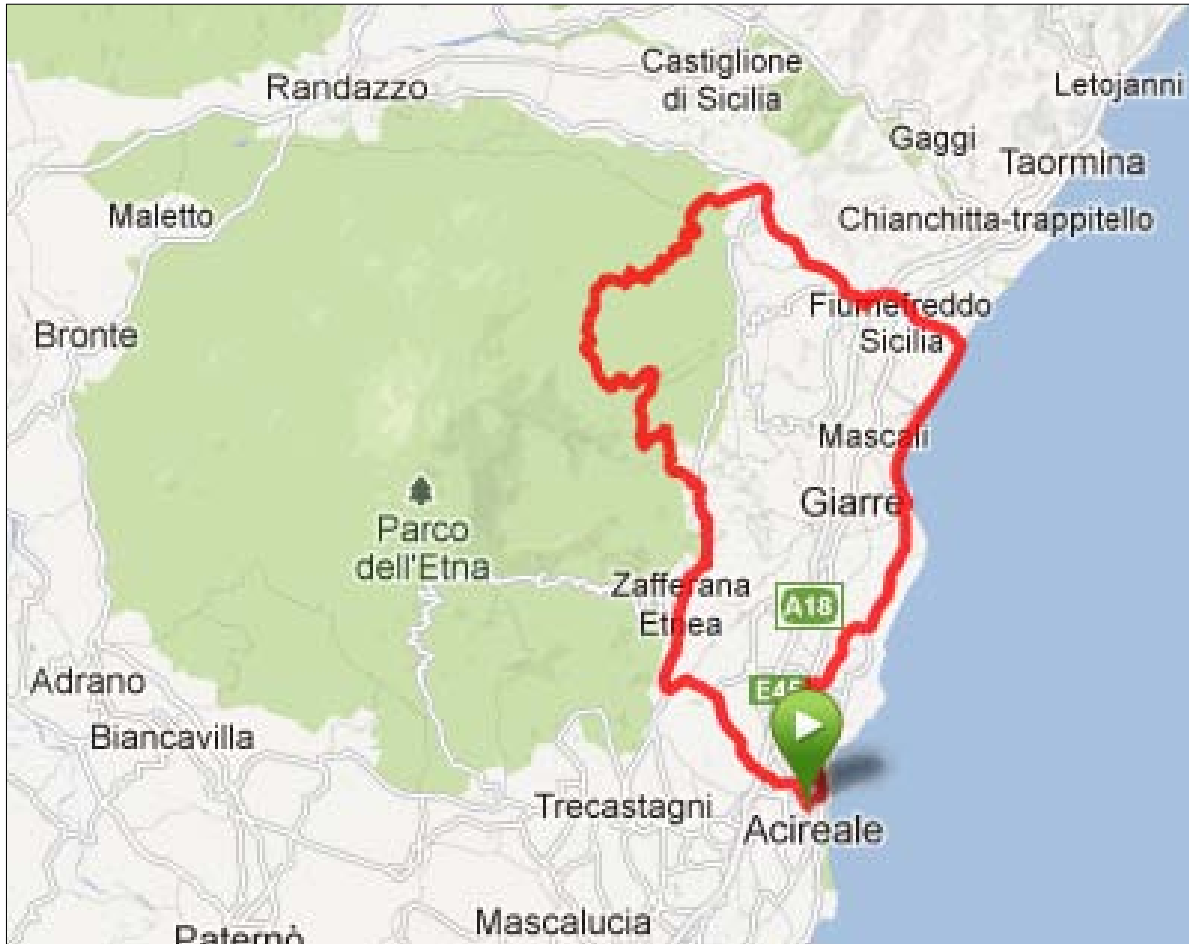 Castiglione
di Sicilia
Letojanni
Randazzo
Gaggi
Taormina
Maletto
Chianchitta-trappitello
Fiumefreddo
Sicilia
Bronte
Mascali
Giarre
Parco
dell'Etna
Zafferana
Etnea
A18
Adrano
E45
Biancavilla
Trecastagni
Acireale
Mascalucia
Paternò